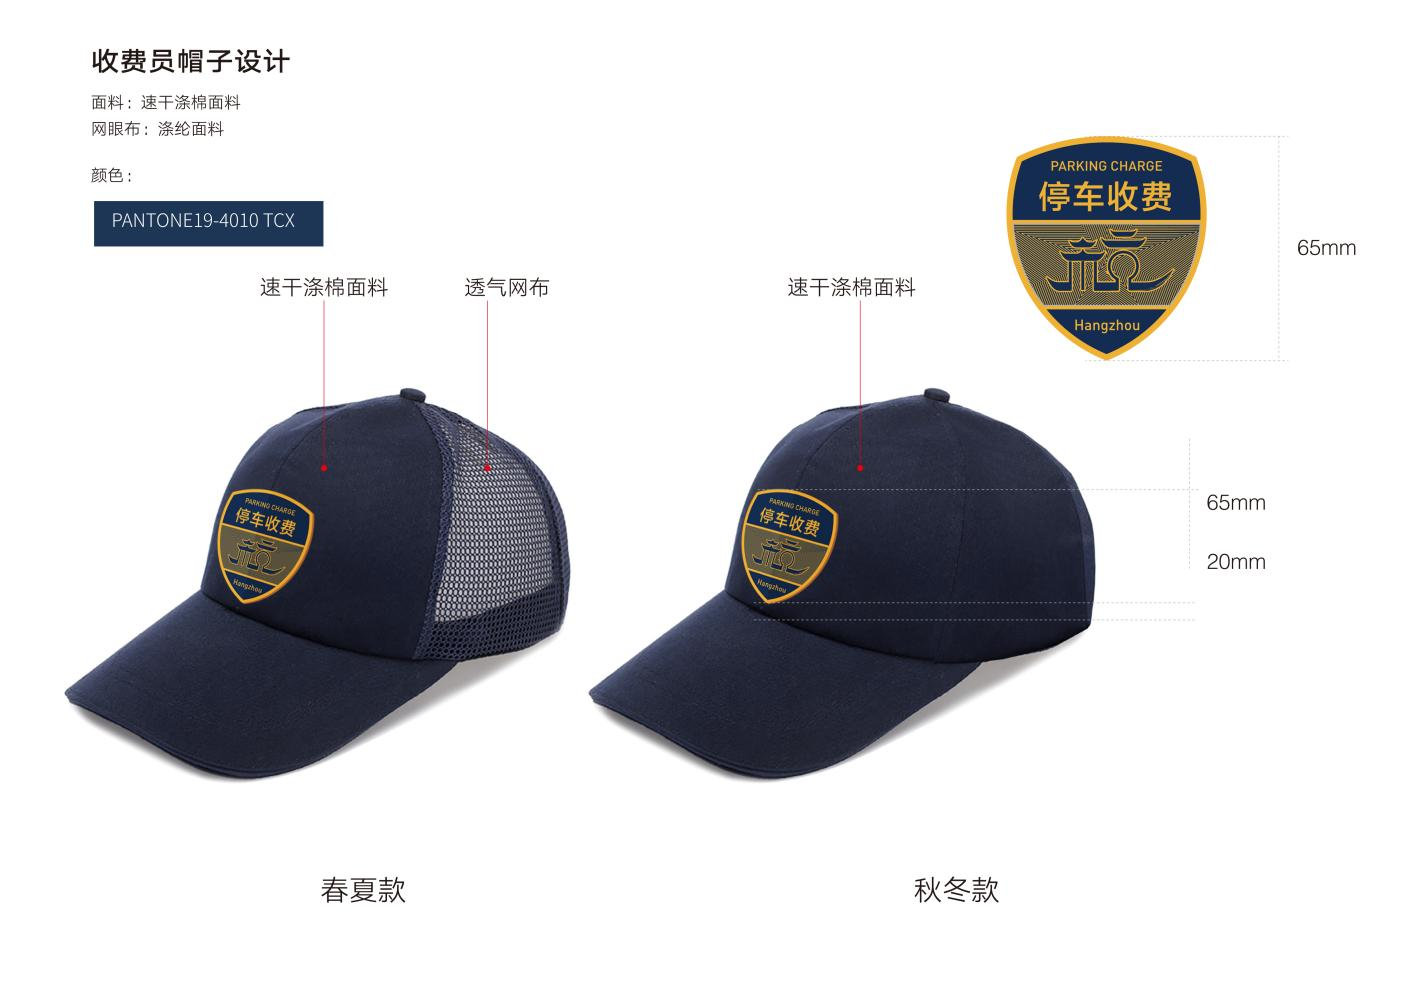 收费员帽子设计
面料：速干涤棉面料
网眼布：涤纶面料
颜色：
PANTONE19-4010 TCX
速干涤棉面料
透气网布
速干涤棉面料
PARKING CHARGE
停车收费
Hangzhou
65mm
PARKING CHARGE
停车收费
Hangzhou
PARKING CHARGE
停车收费
Hangzhou
65mm
20mm
春夏款
秋冬款